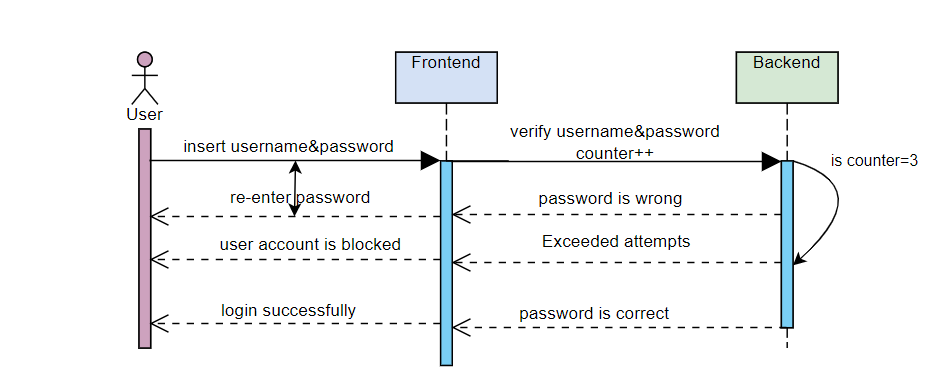 Frontend
Backend
User
insert username&password
verify username&password
counter++
is counter=3
re-enter password
password is wrong
user account is blocked
Exceeded attempts
login successfully
password is correct